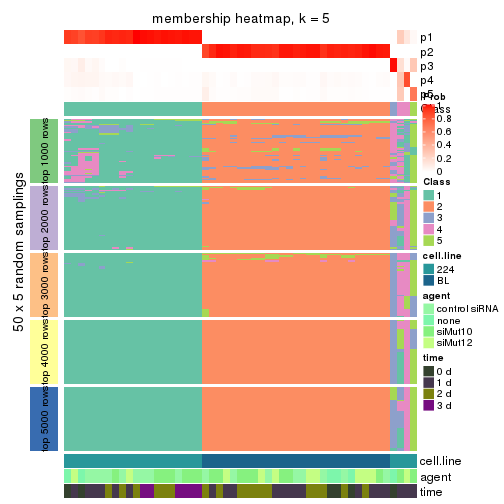 membership heatmap, k = 5
p1
p2
p3
p4
p5
Prob
1
0.8
0.6
0.4
0.2
0
Class
Class
1
2
3
4
5
cell.line
224
BL
agent
control siRNA
none
siMut10
siMut12
time
0 d
1 d
2 d
3 d
50 x 5 random samplings
top 1000 rows
top 2000 rows
top 3000 rows
top 4000 rows
top 5000 rows
cell.line
agent
time